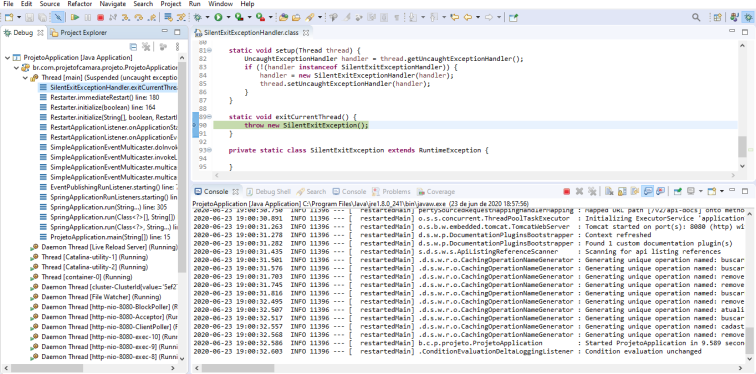 File Edit Source Refactor Navigate Search Project Run Window Help
Debug Project Explorer
ProjetoApplication [Java Application]
br.com.projetofcamara.projeto.ProjetoApplication
Thread [main] (Suspended (uncaught exceptio
SilentExitExceptionHandler.exitCurrentThrea
Restarter.immediateRestart() line: 180
Restarter.initialize(boolean) line: 164
Restarter.initialize(String[], boolean, RestartI
RestartApplicationListener.onApplicationSta
RestartApplicationListener.onApplicationEve
SimpleApplicationEventMulticaster.doInvok
SimpleApplicationEventMulticaster.invokeL
SimpleApplicationEventMulticaster.multica
SimpleApplicationEventMulticaster.multica
EventPublishingRunListener.starting() line: 7
SpringApplicationRunListeners.starting() line
SpringApplication.run(String...) line: 305
SpringApplication.run(Class<?>[], String[])
SpringApplication.run(Class<?>, String...) lin
ProjetoApplication.main(String[]) line: 15
Daemon Thread [Live Reload Server] (Running)
Thread [Catalina-utility-1] (Running)
Thread [Catalina-utility-2] (Running)
Thread [container-0] (Running)
Daemon Thread [cluster-ClusterId{value='5ef2
Daemon Thread [File Watcher] (Running)
Daemon Thread [http-nio-8080-BlockPoller] (R
Daemon Thread [http-nio-8080-Acceptor] (Run
Daemon Thread [http-nio-8080-ClientPoller] (R
Daemon Thread [http-nio-8080-exec-10] (Runn
Daemon Thread [http-nio-8080-exec-9] (Runni
Daemon Thread [http-nio-8080-exec-8] (Runni
SilentExitExceptionHandler.class
80
81 static void setup(Thread thread) {
82 UncaughtExceptionHandler handler = thread.getUncaughtExceptionHandler();
83 if (!(handler instanceof SilentExitExceptionHandler)) {
84 handler = new SilentExitExceptionHandler(handler);
85 thread.setUncaughtExceptionHandler(handler);
86 }
87 }
88
89 static void exitCurrentThread() {
90 throw new SilentExitException();
91 }
92
93 private static class SilentExitException extends RuntimeException {
94
95 }
Console Debug Shell Search Console Problems Coverage
ProjetoApplication [Java Application] C:\Program Files\Java\jre1.8.0_241\bin\javaw.exe (23 de jun de 2020 18:57:56)
2020-06-23 19:00:30.750 INFO 11396 --- [ restartedMain] pertySourcedRequestMappingHandlerMapping : Mapped URL path [/v2/api-docs] onto metho
2020-06-23 19:00:31.263 INFO 11396 --- [ restartedMain] o.s.s.concurrent.ThreadPoolTaskExecutor : Initializing ExecutorService 'application
2020-06-23 19:00:31.263 INFO 11396 --- [ restartedMain] o.s.b.w.embedded.tomcat.TomcatWebServer : Tomcat started on port(s): 8080 (http) wi
2020-06-23 19:00:31.278 INFO 11396 --- [ restartedMain] d.s.w.p.DocumentationPluginsBootstrapper : Context refreshed
2020-06-23 19:00:31.282 INFO 11396 --- [ restartedMain] d.s.w.p.DocumentationPluginsBootstrapper : Found 1 custom documentation plugin(s)
2020-06-23 19:00:31.435 INFO 11396 --- [ restartedMain] s.d.s.w.s.ApiListingReferenceScanner : Scanning for api listing references
2020-06-23 19:00:31.501 INFO 11396 --- [ restartedMain] .d.s.w.r.o.CachingOperationNameGenerator : Generating unique operation named: buscar
2020-06-23 19:00:31.576 INFO 11396 --- [ restartedMain] .d.s.w.r.o.CachingOperationNameGenerator : Generating unique operation named: buscar
2020-06-23 19:00:31.703 INFO 11396 --- [ restartedMain] .d.s.w.r.o.CachingOperationNameGenerator : Generating unique operation named: remove
2020-06-23 19:00:31.745 INFO 11396 --- [ restartedMain] .d.s.w.r.o.CachingOperationNameGenerator : Generating unique operation named: remove
2020-06-23 19:00:31.816 INFO 11396 --- [ restartedMain] .d.s.w.r.o.CachingOperationNameGenerator : Generating unique operation named: buscar
2020-06-23 19:00:32.495 INFO 11396 --- [ restartedMain] .d.s.w.r.o.CachingOperationNameGenerator : Generating unique operation named: remove
2020-06-23 19:00:32.507 INFO 11396 --- [ restartedMain] .d.s.w.r.o.CachingOperationNameGenerator : Generating unique operation named: atuali
2020-06-23 19:00:32.517 INFO 11396 --- [ restartedMain] .d.s.w.r.o.CachingOperationNameGenerator : Generating unique operation named: buscar
2020-06-23 19:00:32.557 INFO 11396 --- [ restartedMain] .d.s.w.r.o.CachingOperationNameGenerator : Generating unique operation named: cadast
2020-06-23 19:00:32.568 INFO 11396 --- [ restartedMain] .d.s.w.r.o.CachingOperationNameGenerator : Generating unique operation named: remove
2020-06-23 19:00:32.586 INFO 11396 --- [ restartedMain] b.c.p.projeto.ProjetoApplication : Started ProjetoApplication in 9.589 secon
2020-06-23 19:00:32.603 INFO 11396 --- [ restartedMain] .ConditionEvaluationDeltaLoggingListener : Condition evaluation unchanged